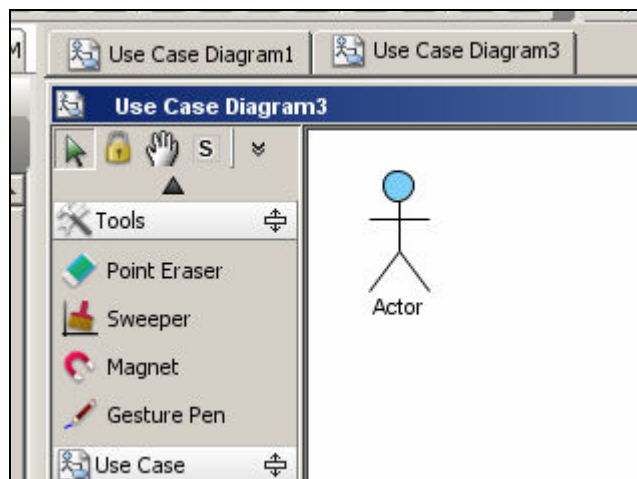 M
Use Case Diagram1
Use Case Diagram3
Use Case Diagram3
S
Tools
Point Eraser
Sweeper
Magnet
Gesture Pen
Use Case
Actor